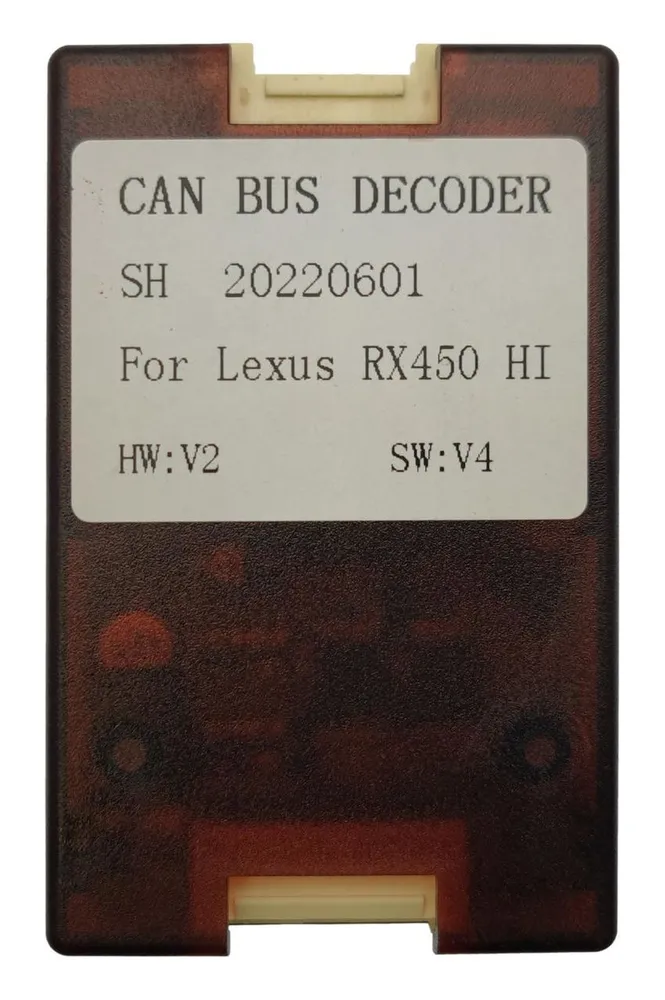 CAN BUS DECODER
SH 20220601
For Lexus RX450 HI
HW:V2 SW:V4